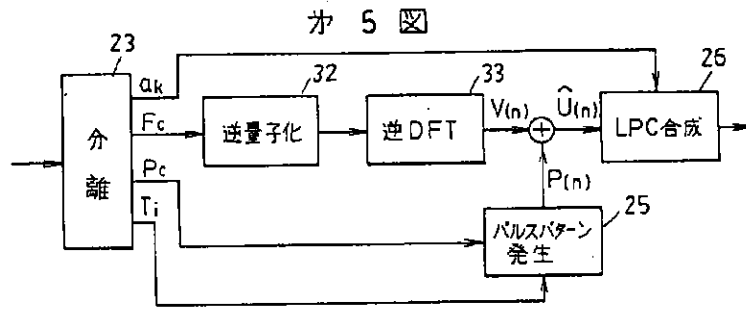 第 5 図
23
分離
ak
Fc
Pc
Ti
32
逆量子化
33
逆DFT
V(n)
+
Û(n)
P(n)
26
LPC合成
25
パルスパターン
発生